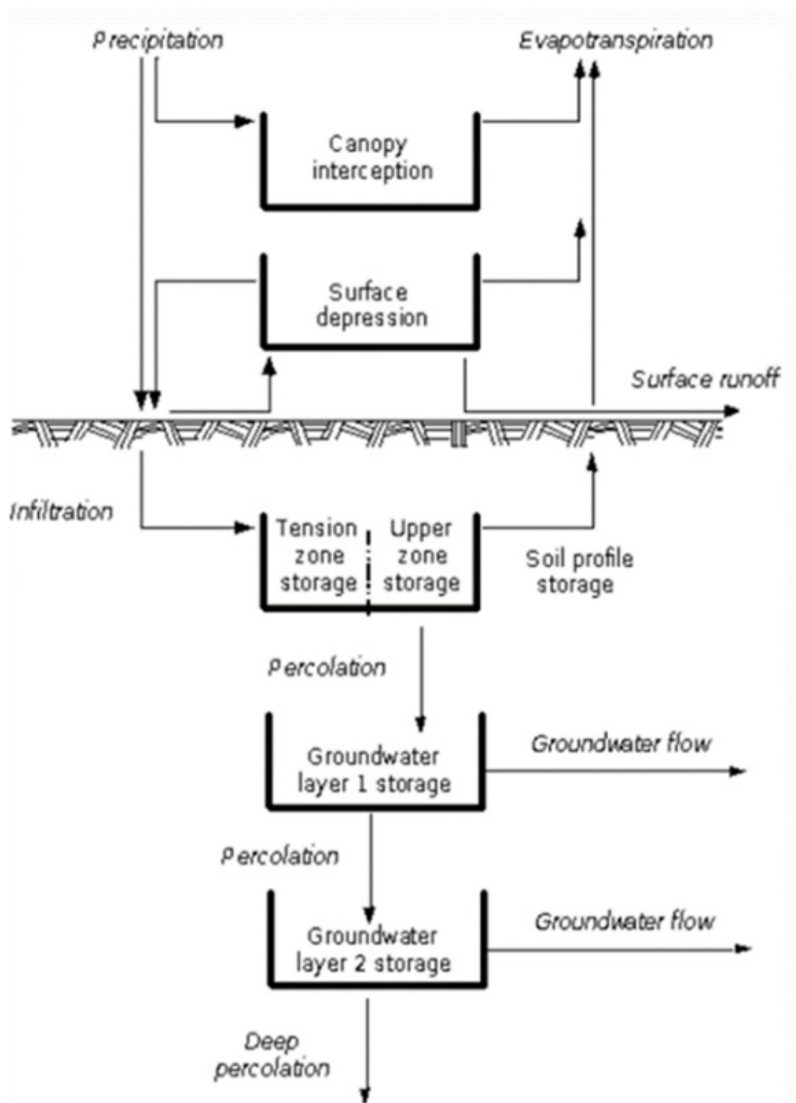 Precipitation
Evapotranspiration
Canopy
interception
Surface
depression
Surface runoff
Infiltration
Tension
zone
storage
Upper
zone
storage
Soil profile
storage
Percolation
Groundwater
layer 1 storage
Groundwater flow
Percolation
Groundwater
layer 2 storage
Groundwater flow
Deep
percolation